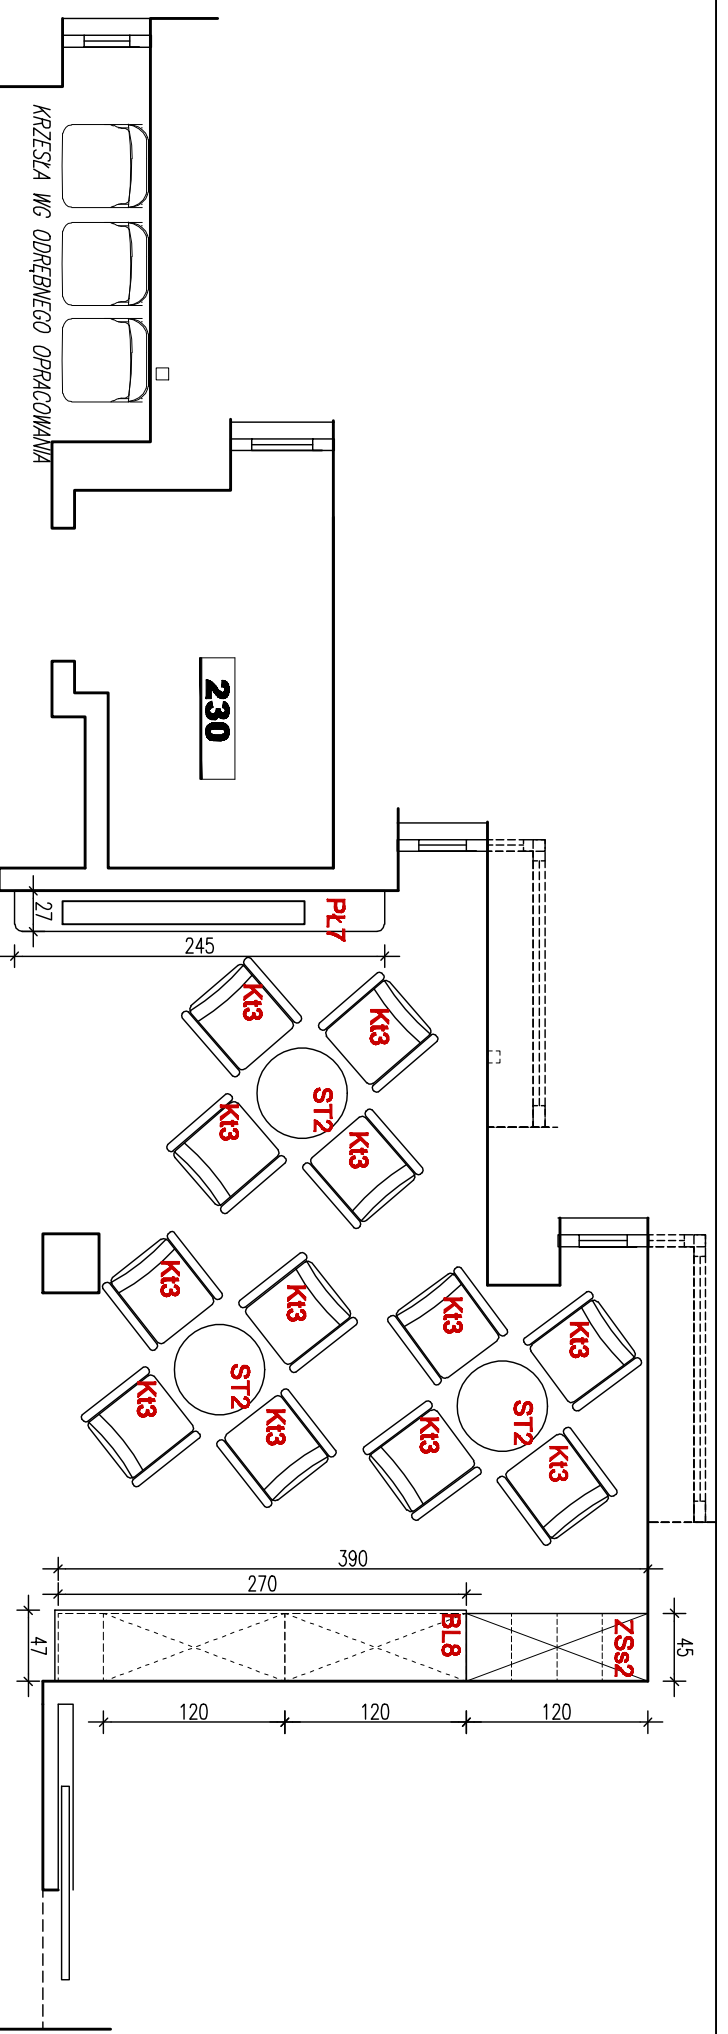 KRZESŁA WG ODRĘBNEGO OPRACOWANIA
230
PŁ7
27
245
Kt3
Kt3
ST2
Kt3
Kt3
Kt3
Kt3
ST2
Kt3
Kt3
Kt3
Kt3
ST2
Kt3
Kt3
390
270
47
BL8
ZSs2
45
120
120
120